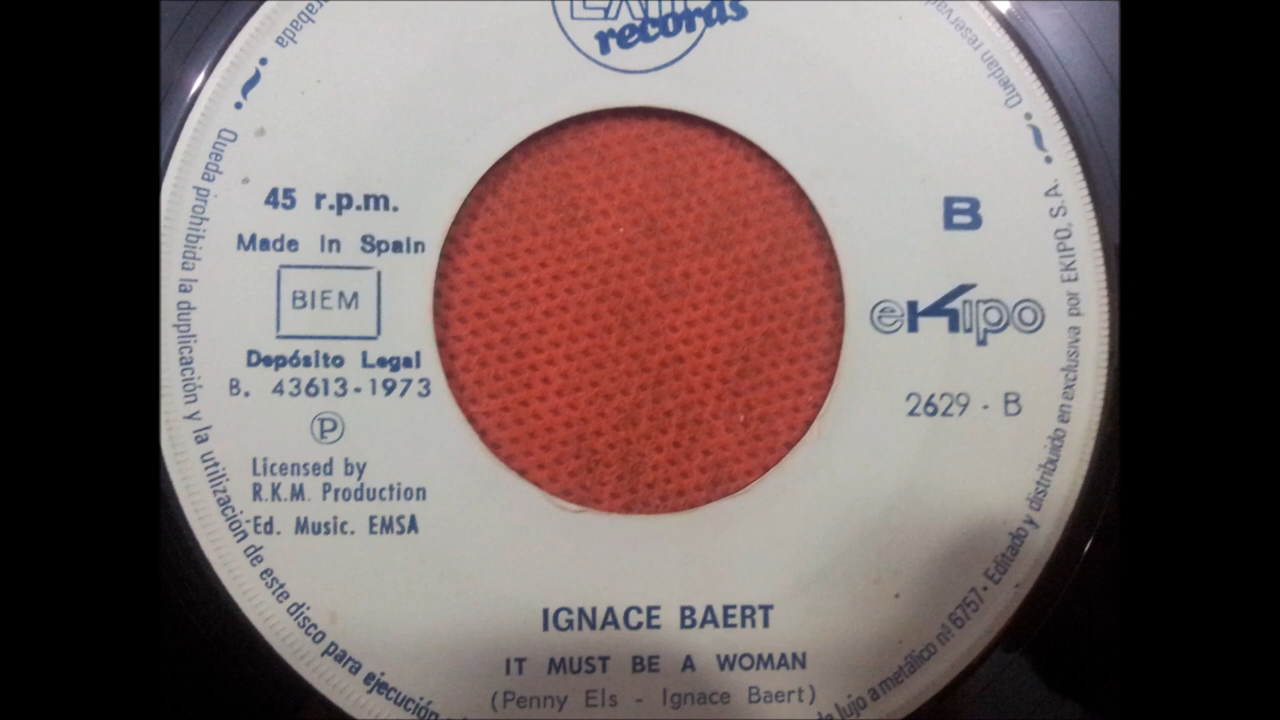 records
45 r.p.m.
Made In Spain
BIEM
Depósito Legal
B. 43613-1973
Ⓟ
Licensed by
R.K.M. Production
Ed. Music. EMSA
B
eKipo
2629 - B
IGNACE BAERT
IT MUST BE A WOMAN
(Penny Els - Ignace Baert)
Queda prohibida la duplicación y la utilización de este disco para ejecución
de lujo a metálico nº 6757 · Editado y distribuido en exclusiva por EKIPO, S.A.
Quedan